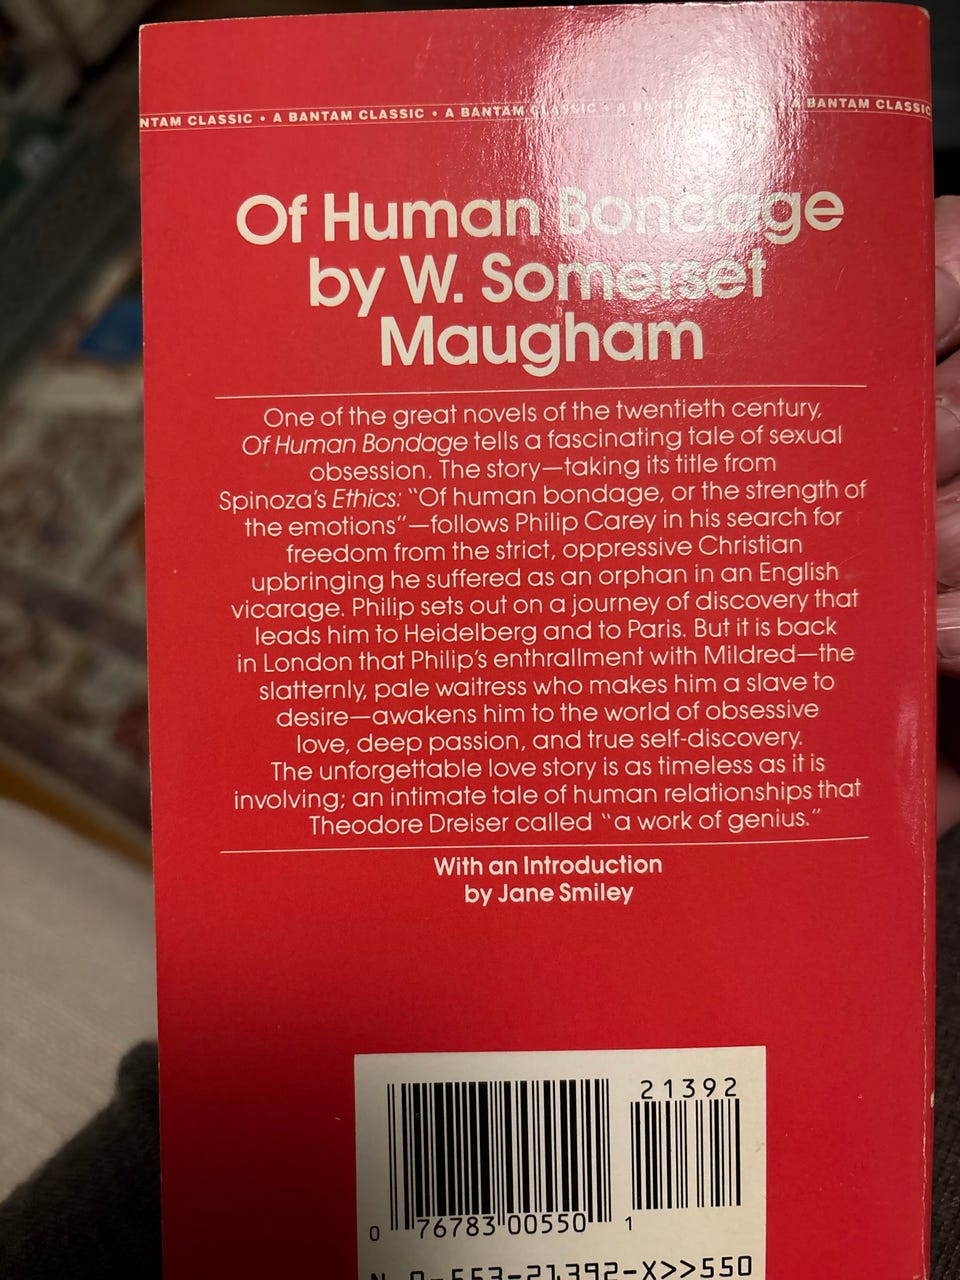 NTAM CLASSIC • A BANTAM CLASSIC • A BANTAM CLASSIC • A BANTAM CLASSIC • A BANTAM CLASSIC
Of Human Bondage
by W. Somerset
Maugham
One of the great novels of the twentieth century,
Of Human Bondage tells a fascinating tale of sexual
obsession. The story—taking its title from
Spinoza's Ethics: “Of human bondage, or the strength of
the emotions”—follows Philip Carey in his search for
freedom from the strict, oppressive Christian
upbringing he suffered as an orphan in an English
vicarage. Philip sets out on a journey of discovery that
leads him to Heidelberg and to Paris. But it is back
in London that Philip's enthrallment with Mildred—the
slatternly, pale waitress who makes him a slave to
desire—awakens him to the world of obsessive
love, deep passion, and true self-discovery.
The unforgettable love story is as timeless as it is
involving; an intimate tale of human relationships that
Theodore Dreiser called “a work of genius.”
With an Introduction
by Jane Smiley
21392
0 76783 00550 1
N 0-553-21392-X>>550